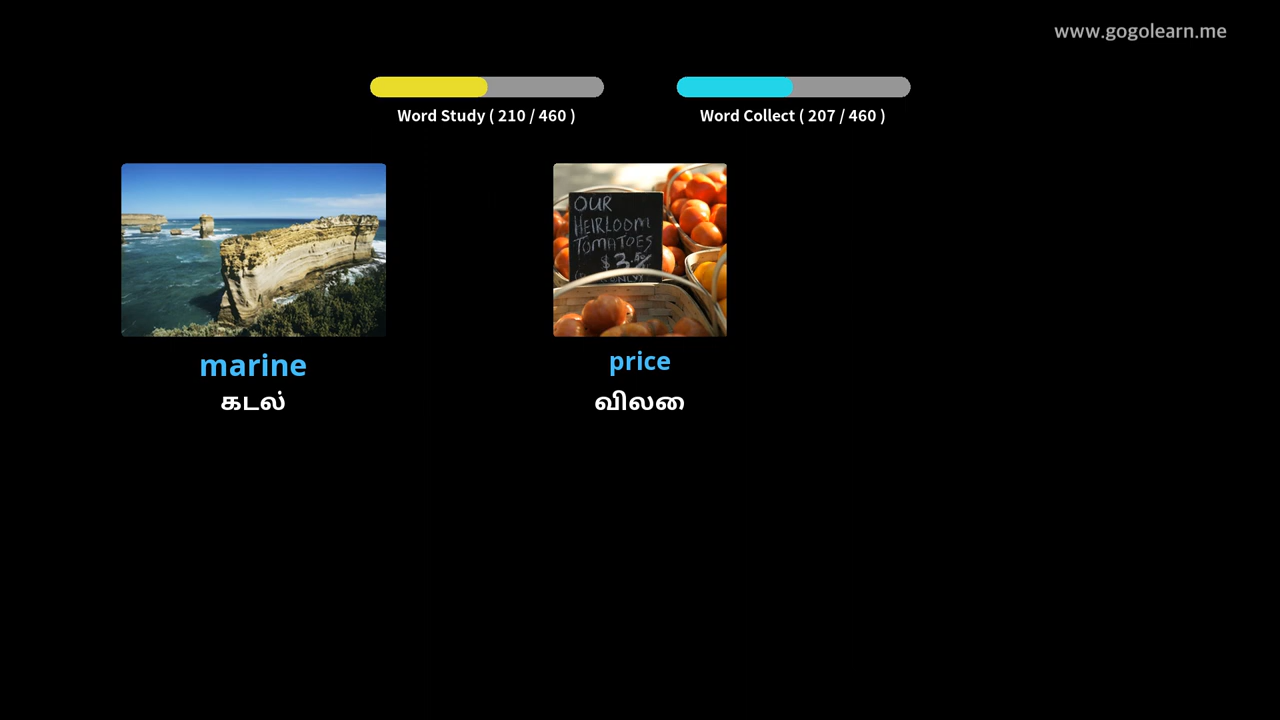 www.gogolearn.me
Word Study ( 210 / 460 )
Word Collect ( 207 / 460 )
OUR
HEIRLOOM
TOMATOES
marine
price
கடல்
விலை